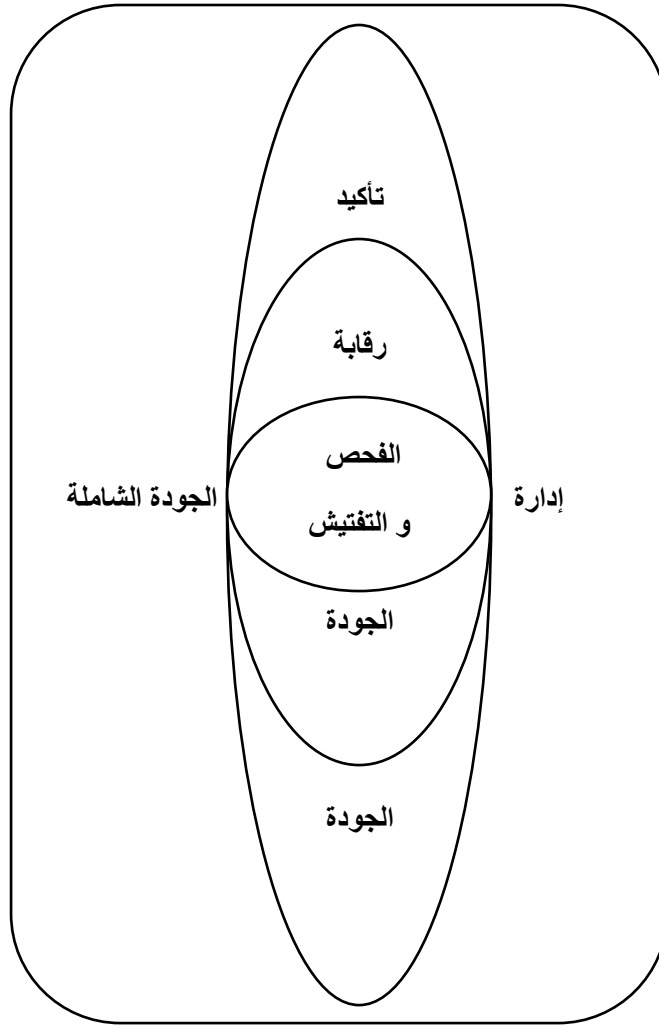 تأكيد
رقابة
الفحص
و التفتيش
إدارة
الجودة الشاملة
الجودة
الجودة